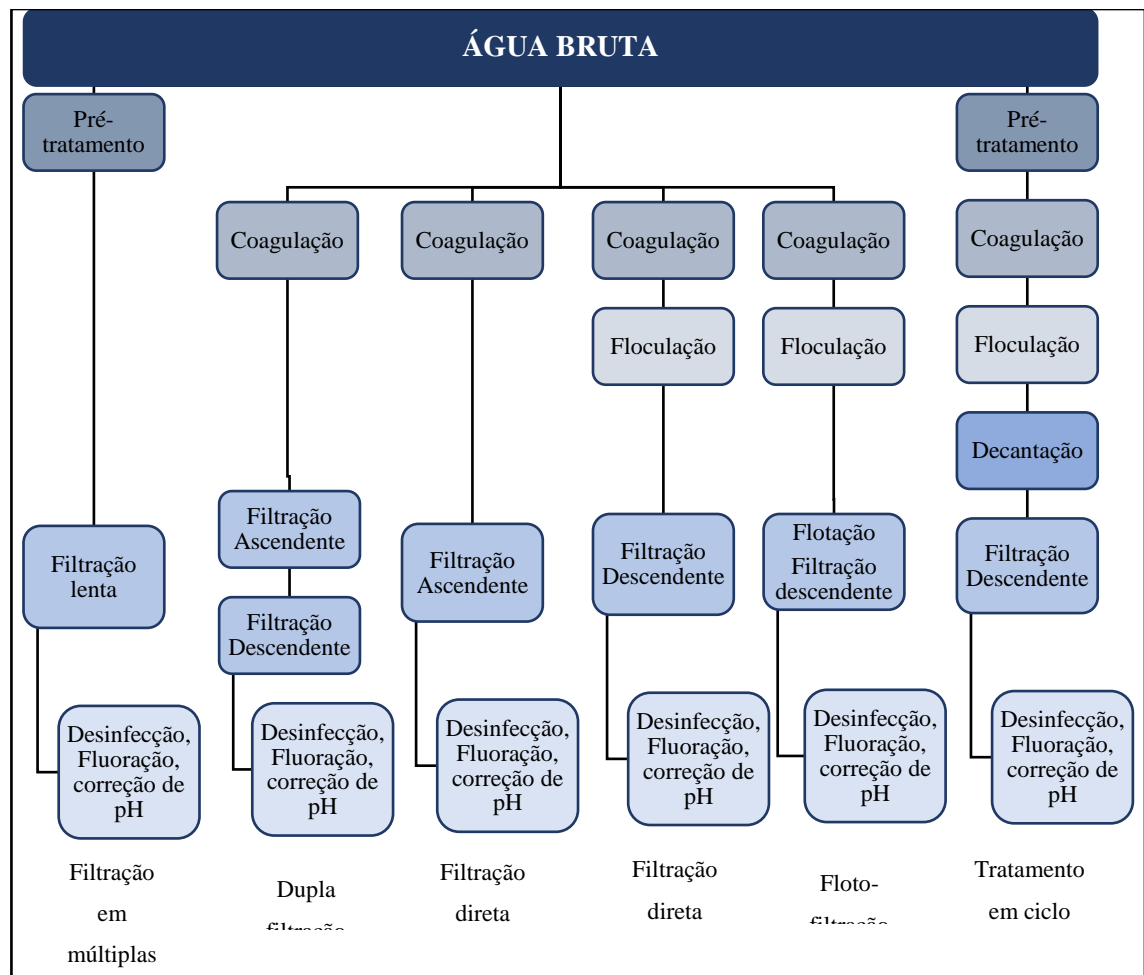 ÁGUA BRUTA
Pré-
tratamento
Pré-
tratamento
Coagulação
Coagulação
Coagulação
Coagulação
Coagulação
Floculação
Floculação
Floculação
Decantação
Filtração
lenta
Filtração
Ascendente
Filtração
Descendente
Filtração
Ascendente
Filtração
Descendente
Flotação
Filtração
descendente
Filtração
Descendente
Desinfecção,
Fluoração,
correção de
pH
Desinfecção,
Fluoração,
correção de
pH
Desinfecção,
Fluoração,
correção de
pH
Desinfecção,
Fluoração,
correção de
pH
Desinfecção,
Fluoração,
correção de
pH
Desinfecção,
Fluoração,
correção de
pH
Filtração
em
múltiplas
Dupla
filtração
Filtração
direta
Filtração
direta
Floto-
filtração
Tratamento
em ciclo